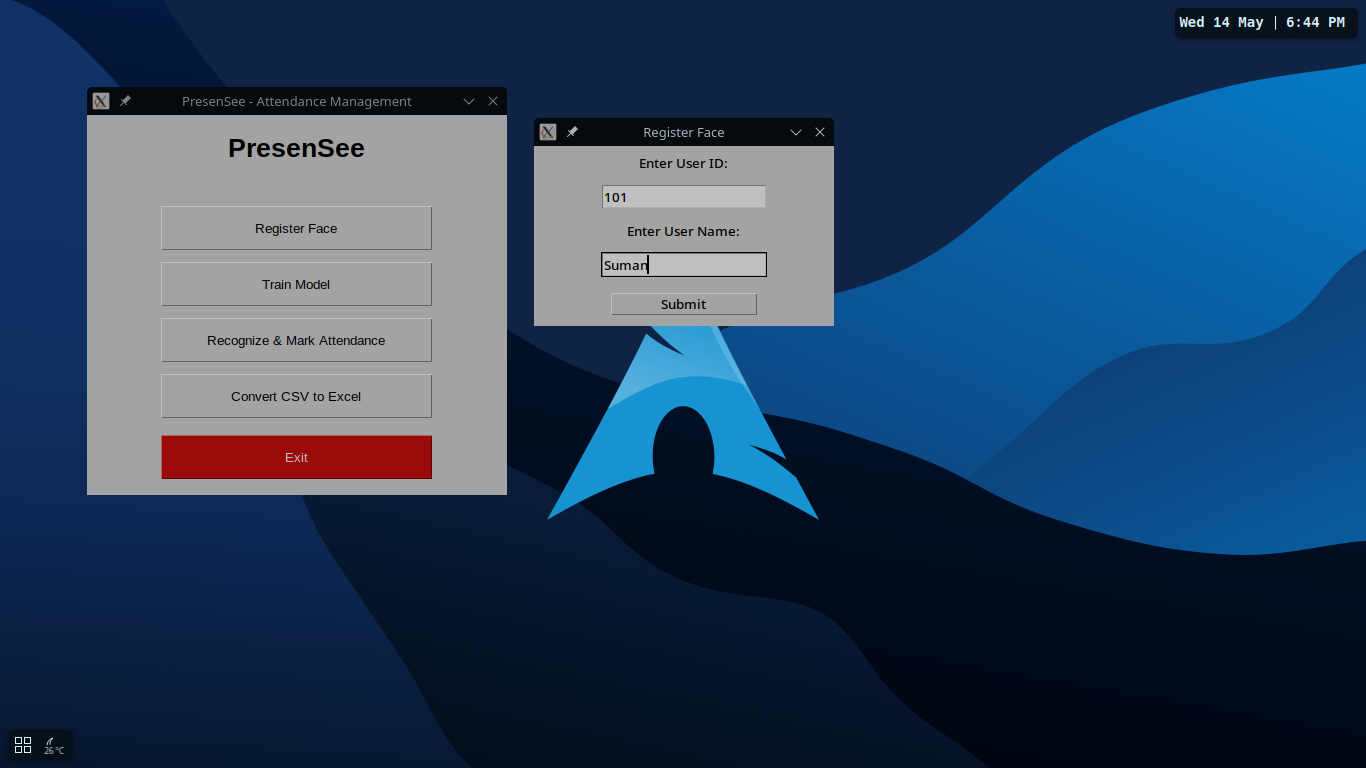 Wed 14 May | 6:44 PM
PresenSee - Attendance Management
PresenSee
Register Face
Train Model
Recognize & Mark Attendance
Convert CSV to Excel
Exit
Register Face
Enter User ID:
101
Enter User Name:
Suman
Submit
26 °C